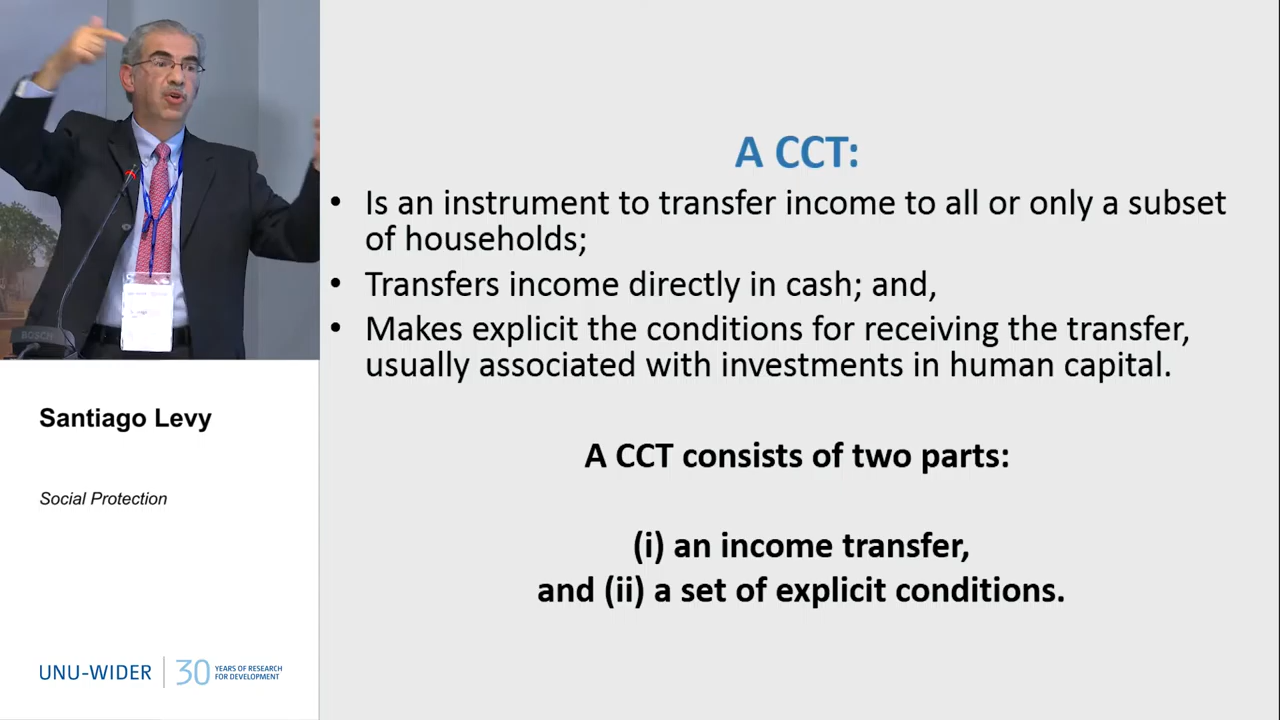 A CCT:
• Is an instrument to transfer income to all or only a subset
of households;
• Transfers income directly in cash; and,
• Makes explicit the conditions for receiving the transfer,
usually associated with investments in human capital.
A CCT consists of two parts:
(i) an income transfer,
and (ii) a set of explicit conditions.
BOSCH
Santiago Levy
Social Protection
UNU-WIDER
30 YEARS OF RESEARCH
FOR DEVELOPMENT